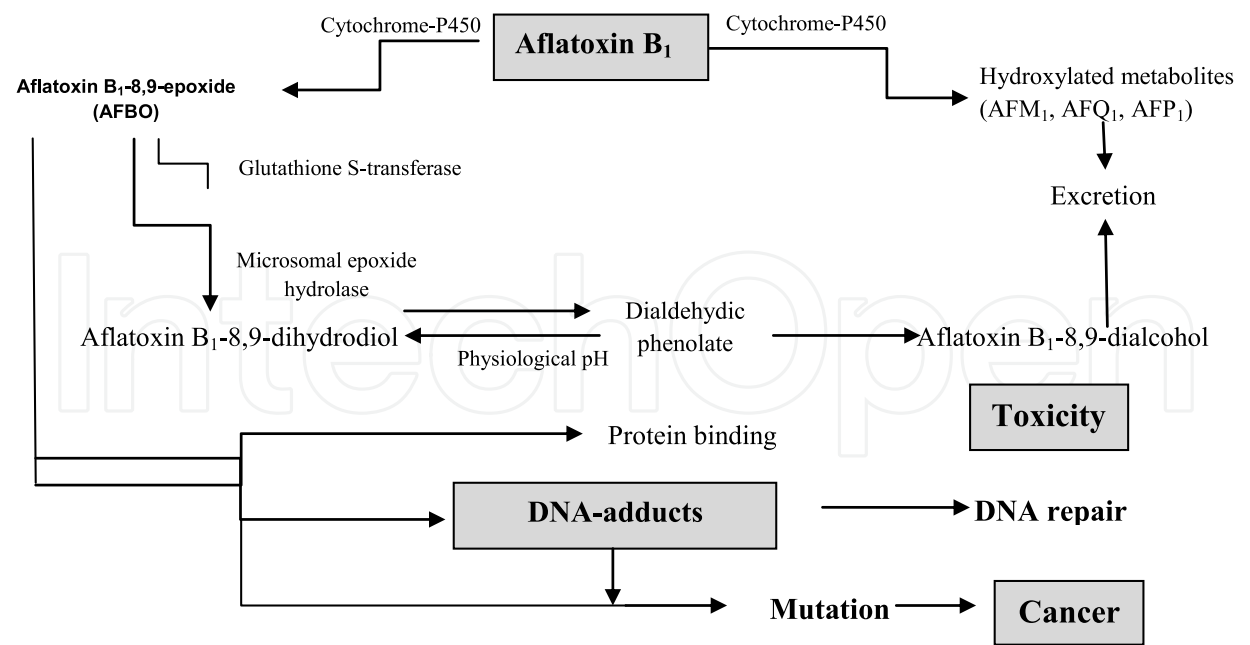 Cytochrome-P450
Aflatoxin B₁
Cytochrome-P450
Aflatoxin B₁-8,9-epoxide
(AFBO)
Hydroxylated metabolites
(AFM₁, AFQ₁, AFP₁)
Glutathione S-transferase
Excretion
Microsomal epoxide
hydrolase
Aflatoxin B₁-8,9-dihydrodiol
Physiological pH
Dialdehydic
phenolate
Aflatoxin B₁-8,9-dialcohol
IntechOpen
Toxicity
Protein binding
DNA-adducts
DNA repair
Mutation
Cancer